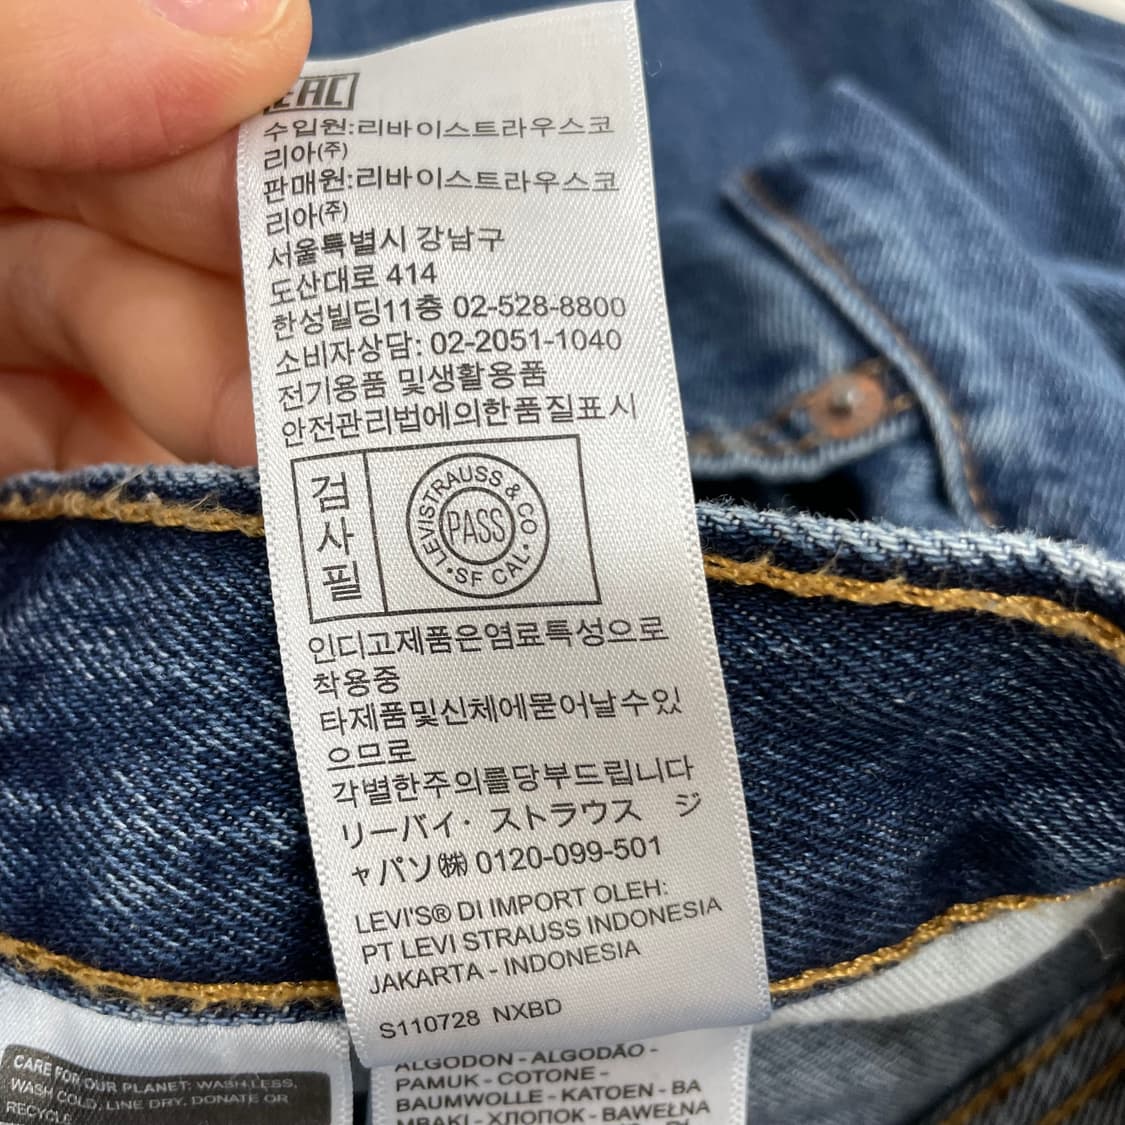 EAC
수입원:리바이스트라우스코
리아(주)
판매원:리바이스트라우스코
리아(주)
서울특별시 강남구
도산대로 414
한성빌딩11층 02-528-8800
소비자상담: 02-2051-1040
전기용품 및생활용품
안전관리법에의한품질표시
검
사
필
LEVI STRAUSS & CO
PASS
• SF CAL •
인디고제품은염료특성으로
착용중
타제품및신체에묻어날수있
으므로
각별한주의를당부드립니다
リーバイ・ストラウス ジ
ャパン㈱ 0120-099-501
LEVI'S® DI IMPORT OLEH:
PT LEVI STRAUSS INDONESIA
JAKARTA - INDONESIA
S110728 NXBD
CARE FOR OUR PLANET: WASH LESS,
WASH COLD, LINE DRY, DONATE OR
RECYCLE
ALGODON - ALGODÃO -
PAMUK - COTONE -
BAUMWOLLE - KATOEN - BA
MBAKI - ХЛОПОК - BAWEŁNA